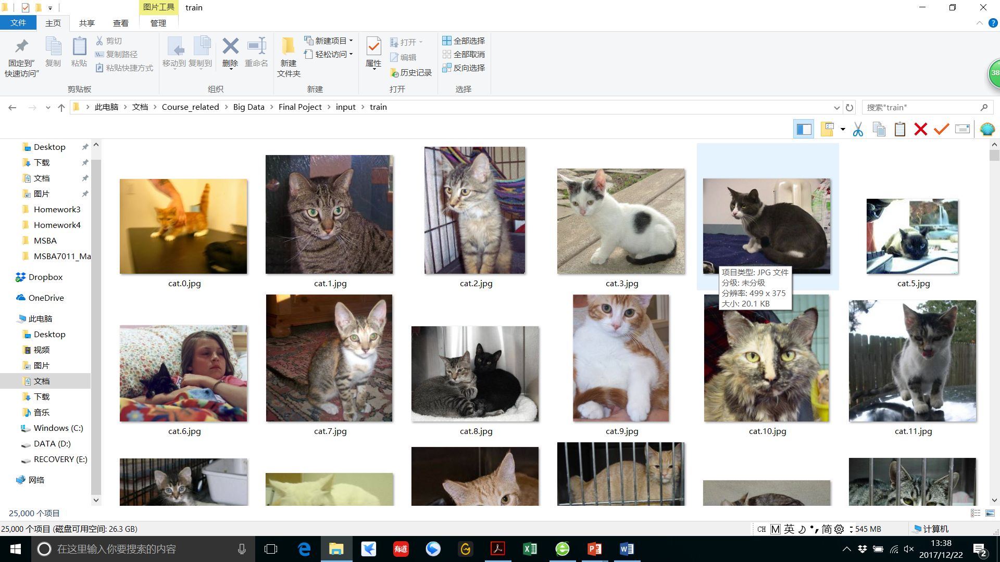 图片工具 train
文件 主页 共享 查看 管理
固定到"快速访问" 复制 粘贴 剪切 复制路径 粘贴快捷方式
移动到 复制到 删除 重命名
新建文件夹 新建项目 轻松访问
属性 打开 编辑 历史记录
全部选择 全部取消 反向选择
剪贴板 组织 新建 打开 选择
38
此电脑 文档 Course_related Big Data Final Poject input train
搜索"train"
Desktop
下载
文档
图片
Homework3
Homework4
MSBA
MSBA7011_Ma
Dropbox
OneDrive
此电脑
Desktop
视频
图片
文档
下载
音乐
Windows (C:)
DATA (D:)
RECOVERY (E:)
网络
cat.0.jpg cat.1.jpg cat.2.jpg cat.3.jpg cat.5.jpg
项目类型: JPG 文件
分级: 未分级
分辨率: 499 x 375
大小: 20.1 KB
cat.6.jpg cat.7.jpg cat.8.jpg cat.9.jpg cat.10.jpg cat.11.jpg
25,000 个项目
25,000 个项目 (磁盘可用空间: 26.3 GB)
CH M 英 简 545 MB 计算机
在这里输入你要搜索的内容
有道
13:38
2017/12/22
2